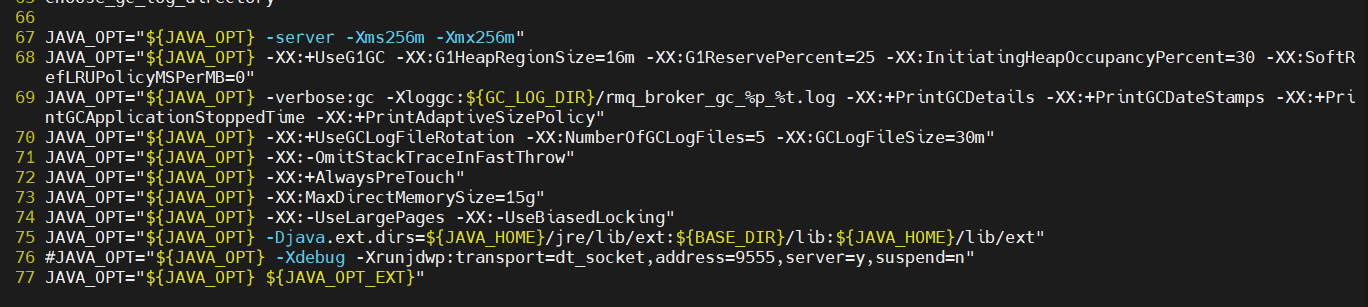 65 choose_gc_log_directory
66
67 JAVA_OPT="${JAVA_OPT} -server -Xms256m -Xmx256m"
68 JAVA_OPT="${JAVA_OPT} -XX:+UseG1GC -XX:G1HeapRegionSize=16m -XX:G1ReservePercent=25 -XX:InitiatingHeapOccupancyPercent=30 -XX:SoftR
efLRUPolicyMSPerMB=0"
69 JAVA_OPT="${JAVA_OPT} -verbose:gc -Xloggc:${GC_LOG_DIR}/rmq_broker_gc_%p_%t.log -XX:+PrintGCDetails -XX:+PrintGCDateStamps -XX:+Pri
ntGCApplicationStoppedTime -XX:+PrintAdaptiveSizePolicy"
70 JAVA_OPT="${JAVA_OPT} -XX:+UseGCLogFileRotation -XX:NumberOfGCLogFiles=5 -XX:GCLogFileSize=30m"
71 JAVA_OPT="${JAVA_OPT} -XX:-OmitStackTraceInFastThrow"
72 JAVA_OPT="${JAVA_OPT} -XX:+AlwaysPreTouch"
73 JAVA_OPT="${JAVA_OPT} -XX:MaxDirectMemorySize=15g"
74 JAVA_OPT="${JAVA_OPT} -XX:-UseLargePages -XX:-UseBiasedLocking"
75 JAVA_OPT="${JAVA_OPT} -Djava.ext.dirs=${JAVA_HOME}/jre/lib/ext:${BASE_DIR}/lib:${JAVA_HOME}/lib/ext"
76 #JAVA_OPT="${JAVA_OPT} -Xdebug -Xrunjdwp:transport=dt_socket,address=9555,server=y,suspend=n"
77 JAVA_OPT="${JAVA_OPT} ${JAVA_OPT_EXT}"